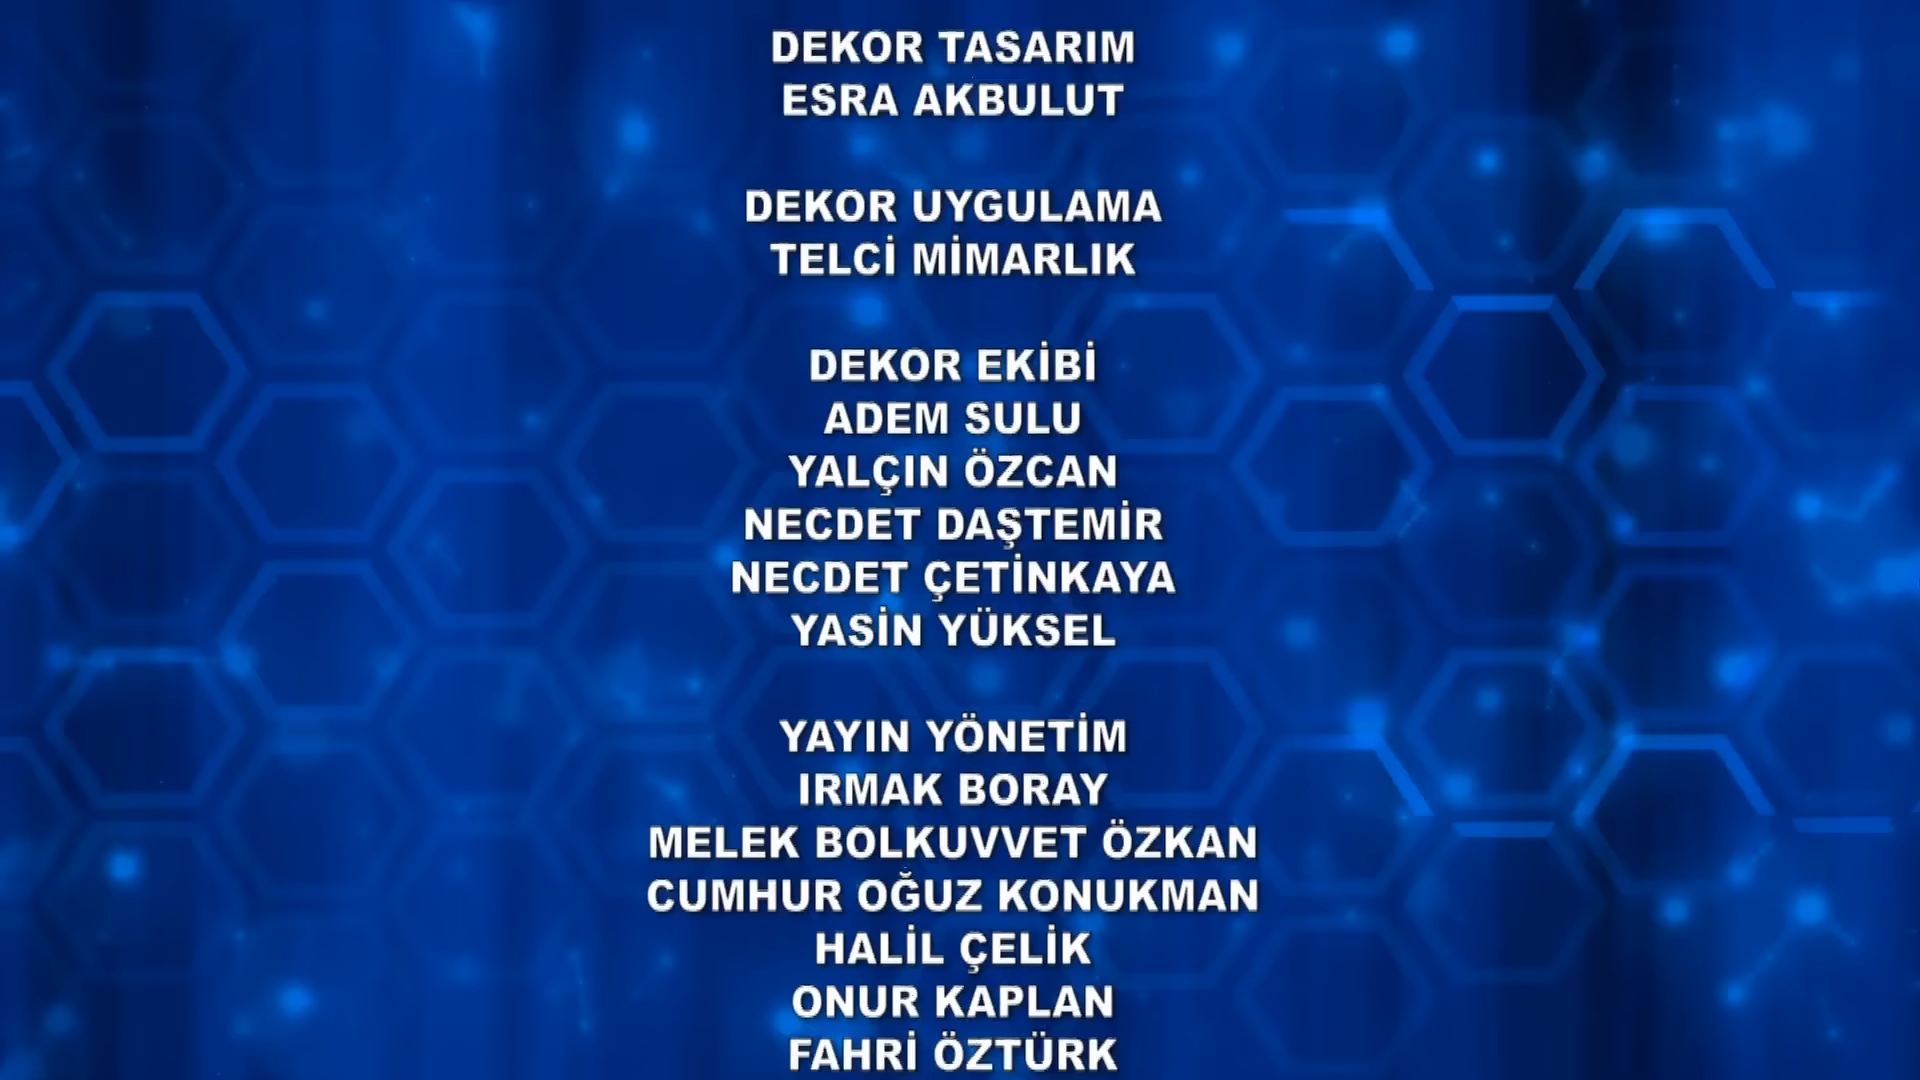 DEKOR TASARIM
ESRA AKBULUT
DEKOR UYGULAMA
TELCİ MİMARLIK
DEKOR EKİBİ
ADEM SULU
YALÇIN ÖZCAN
NECDET DAŞTEMİR
NECDET ÇETİNKAYA
YASİN YÜKSEL
YAYIN YÖNETİM
IRMAK BORAY
MELEK BOLKUVVET ÖZKAN
CUMHUR OĞUZ KONUKMAN
HALİL ÇELİK
ONUR KAPLAN
FAHRİ ÖZTÜRK